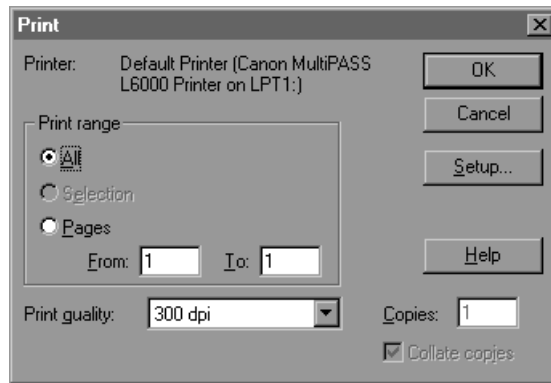 Print
Printer: Default Printer (Canon MultiPASS
L6000 Printer on LPT1:)
OK
Cancel
Print range
All
Setup...
Selection
Pages
From: 1 To: 1
Help
Print quality: 300 dpi
Copies: 1
Collate copies